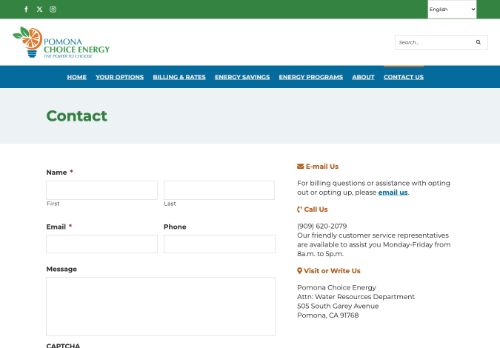 English
POMONA
CHOICE ENERGY
THE POWER TO CHOOSE
Search...
HOME YOUR OPTIONS BILLING & RATES ENERGY SAVINGS ENERGY PROGRAMS ABOUT CONTACT US
Contact
Name *
First Last
Email * Phone
Message
CAPTCHA
E-mail Us
For billing questions or assistance with opting
out or opting up, please email us.
Call Us
(909) 620-2079
Our friendly customer service representatives
are available to assist you Monday-Friday from
8a.m. to 5p.m.
Visit or Write Us
Pomona Choice Energy
Attn: Water Resources Department
505 South Garey Avenue
Pomona, CA 91768